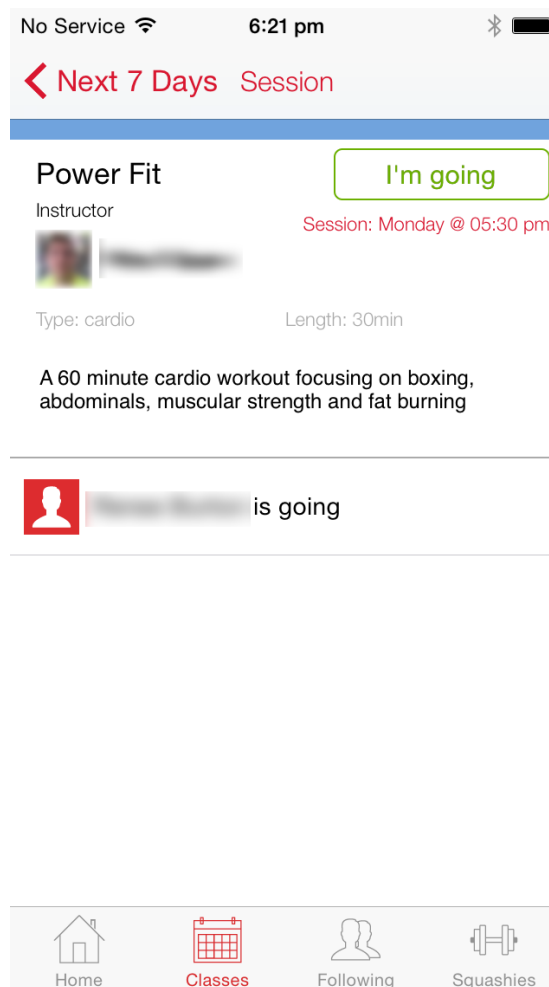 No Service 6:21 pm
Next 7 Days Session
Power Fit
I'm going
Instructor
Session: Monday @ 05:30 pm
Type: cardio Length: 30min
A 60 minute cardio workout focusing on boxing,
abdominals, muscular strength and fat burning
is going
Home Classes Following Squashies